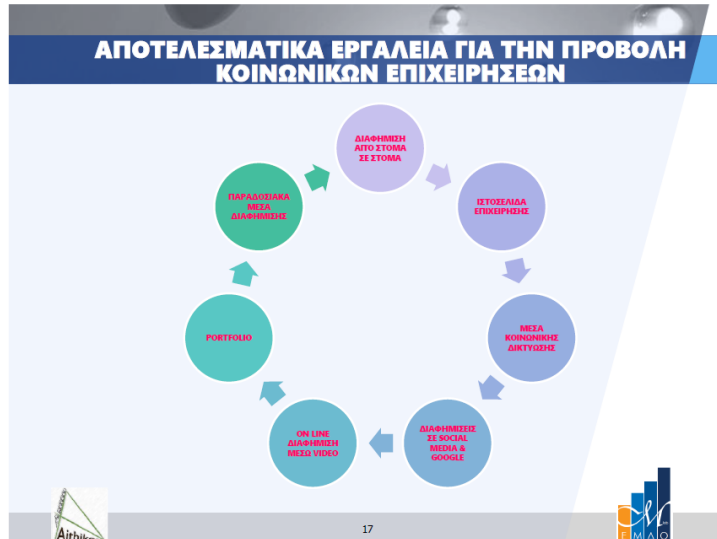 ΑΠΟΤΕΛΕΣΜΑΤΙΚΑ ΕΡΓΑΛΕΙΑ ΓΙΑ ΤΗΝ ΠΡΟΒΟΛΗ
ΚΟΙΝΩΝΙΚΩΝ ΕΠΙΧΕΙΡΗΣΕΩΝ
ΔΙΑΦΗΜΙΣΗ
ΑΠΌ ΣΤΟΜΑ
ΣΕ ΣΤΟΜΑ
ΙΣΤΟΣΕΛΙΔΑ
ΕΠΙΧΕΙΡΗΣΗΣ
ΜΕΣΑ
ΚΟΙΝΩΝΙΚΗΣ
ΔΙΚΤΥΩΣΗΣ
ΔΙΑΦΗΜΙΣΕΙΣ
ΣΕ SOCIAL
MEDIA &
GOOGLE
ON LINE
ΔΙΑΦΗΜΙΣΗ
ΜΕΣΩ VIDEO
PORTFOLIO
ΠΑΡΑΔΟΣΙΑΚΑ
ΜΕΣΑ
ΔΙΑΦΗΜΙΣΗΣ
17